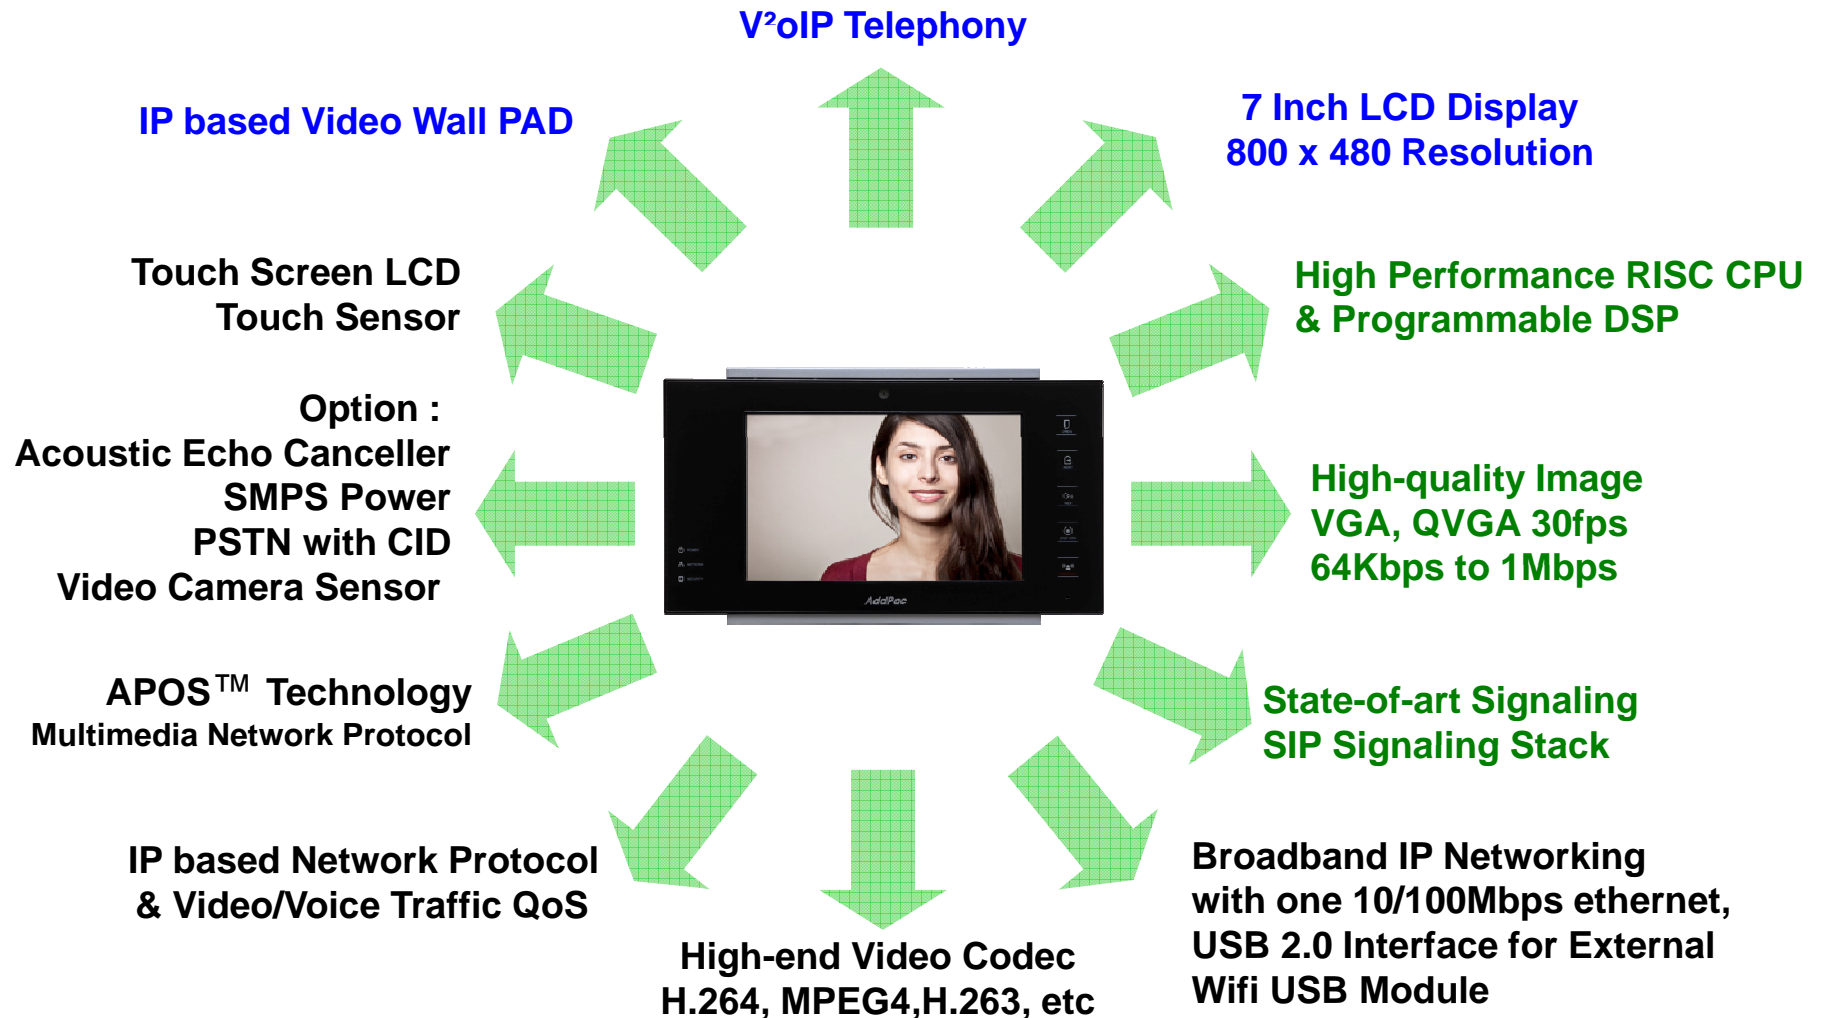 V²oIP Telephony
IP based Video Wall PAD
7 Inch LCD Display
800 x 480 Resolution
Touch Screen LCD
Touch Sensor
High Performance RISC CPU
& Programmable DSP
Option :
Acoustic Echo Canceller
SMPS Power
PSTN with CID
Video Camera Sensor
High-quality Image
VGA, QVGA 30fps
64Kbps to 1Mbps
POWER
NETWORK
SECURITY
AddPac
APOS™ Technology
Multimedia Network Protocol
State-of-art Signaling
SIP Signaling Stack
IP based Network Protocol
& Video/Voice Traffic QoS
High-end Video Codec
H.264, MPEG4,H.263, etc
Broadband IP Networking
with one 10/100Mbps ethernet,
USB 2.0 Interface for External
Wifi USB Module